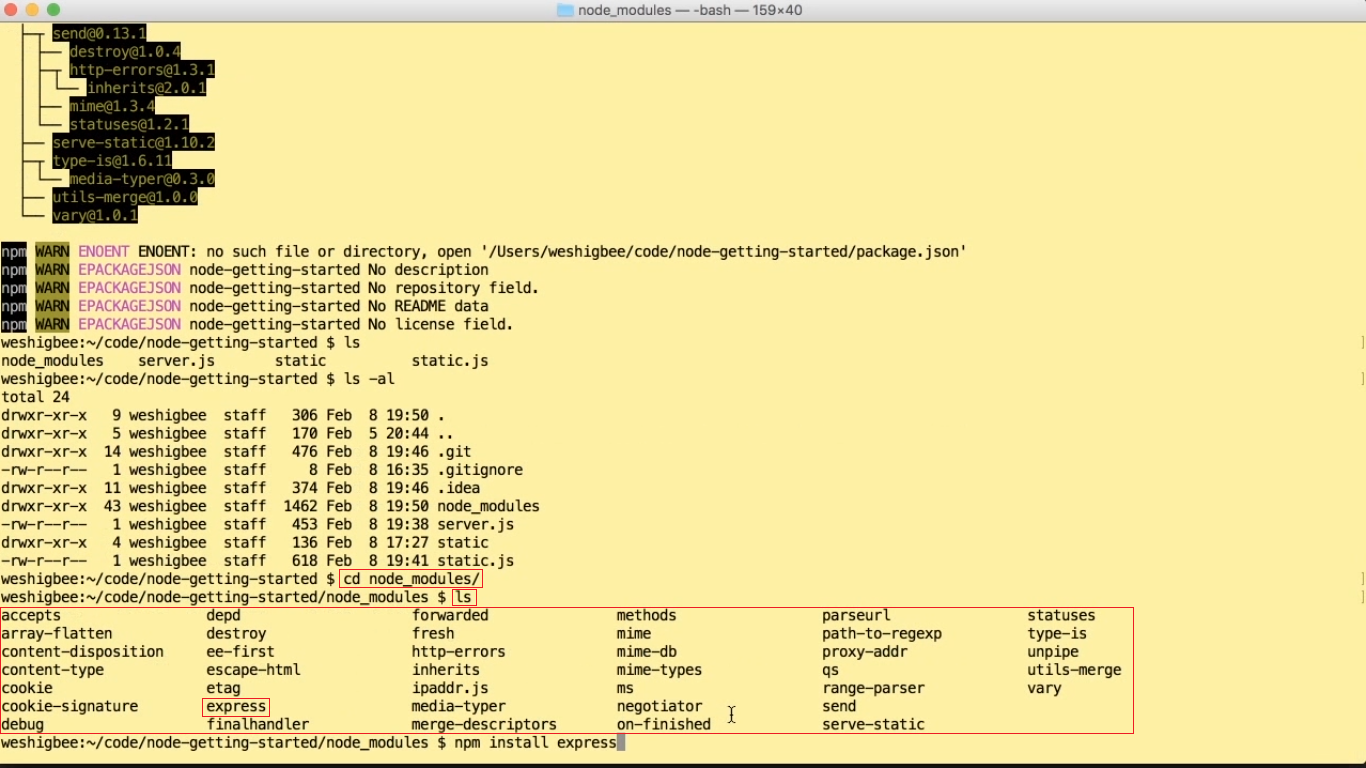 node_modules — -bash — 159×40
send@0.13.1
destroy@1.0.4
http-errors@1.3.1
inherits@2.0.1
mime@1.3.4
statuses@1.2.1
serve-static@1.10.2
type-is@1.6.11
media-typer@0.3.0
utils-merge@1.0.0
vary@1.0.1
npm WARN ENOENT ENOENT: no such file or directory, open '/Users/weshigbee/code/node-getting-started/package.json'
npm WARN EPACKAGEJSON node-getting-started No description
npm WARN EPACKAGEJSON node-getting-started No repository field.
npm WARN EPACKAGEJSON node-getting-started No README data
npm WARN EPACKAGEJSON node-getting-started No license field.
weshigbee:~/code/node-getting-started $ ls
node_modules    server.js       static          static.js
weshigbee:~/code/node-getting-started $ ls -al
total 24
drwxr-xr-x   9 weshigbee  staff   306 Feb  8 19:50 .
drwxr-xr-x   5 weshigbee  staff   170 Feb  5 20:44 ..
drwxr-xr-x  14 weshigbee  staff   476 Feb  8 19:46 .git
-rw-r--r--   1 weshigbee  staff     8 Feb  8 16:35 .gitignore
drwxr-xr-x  11 weshigbee  staff   374 Feb  8 19:46 .idea
drwxr-xr-x  43 weshigbee  staff  1462 Feb  8 19:50 node_modules
-rw-r--r--   1 weshigbee  staff   453 Feb  8 19:38 server.js
drwxr-xr-x   4 weshigbee  staff   136 Feb  8 17:27 static
-rw-r--r--   1 weshigbee  staff   618 Feb  8 19:41 static.js
weshigbee:~/code/node-getting-started $ cd node_modules/
weshigbee:~/code/node-getting-started/node_modules $ ls
accepts                 depd                    forwarded               methods                 parseurl                statuses
array-flatten           destroy                 fresh                   mime                    path-to-regexp          type-is
content-disposition     ee-first                http-errors             mime-db                 proxy-addr              unpipe
content-type            escape-html             inherits                mime-types              qs                      utils-merge
cookie                  etag                    ipaddr.js               ms                      range-parser            vary
cookie-signature        express                 media-typer             negotiator              send
debug                   finalhandler            merge-descriptors       on-finished             serve-static
weshigbee:~/code/node-getting-started/node_modules $ npm install express